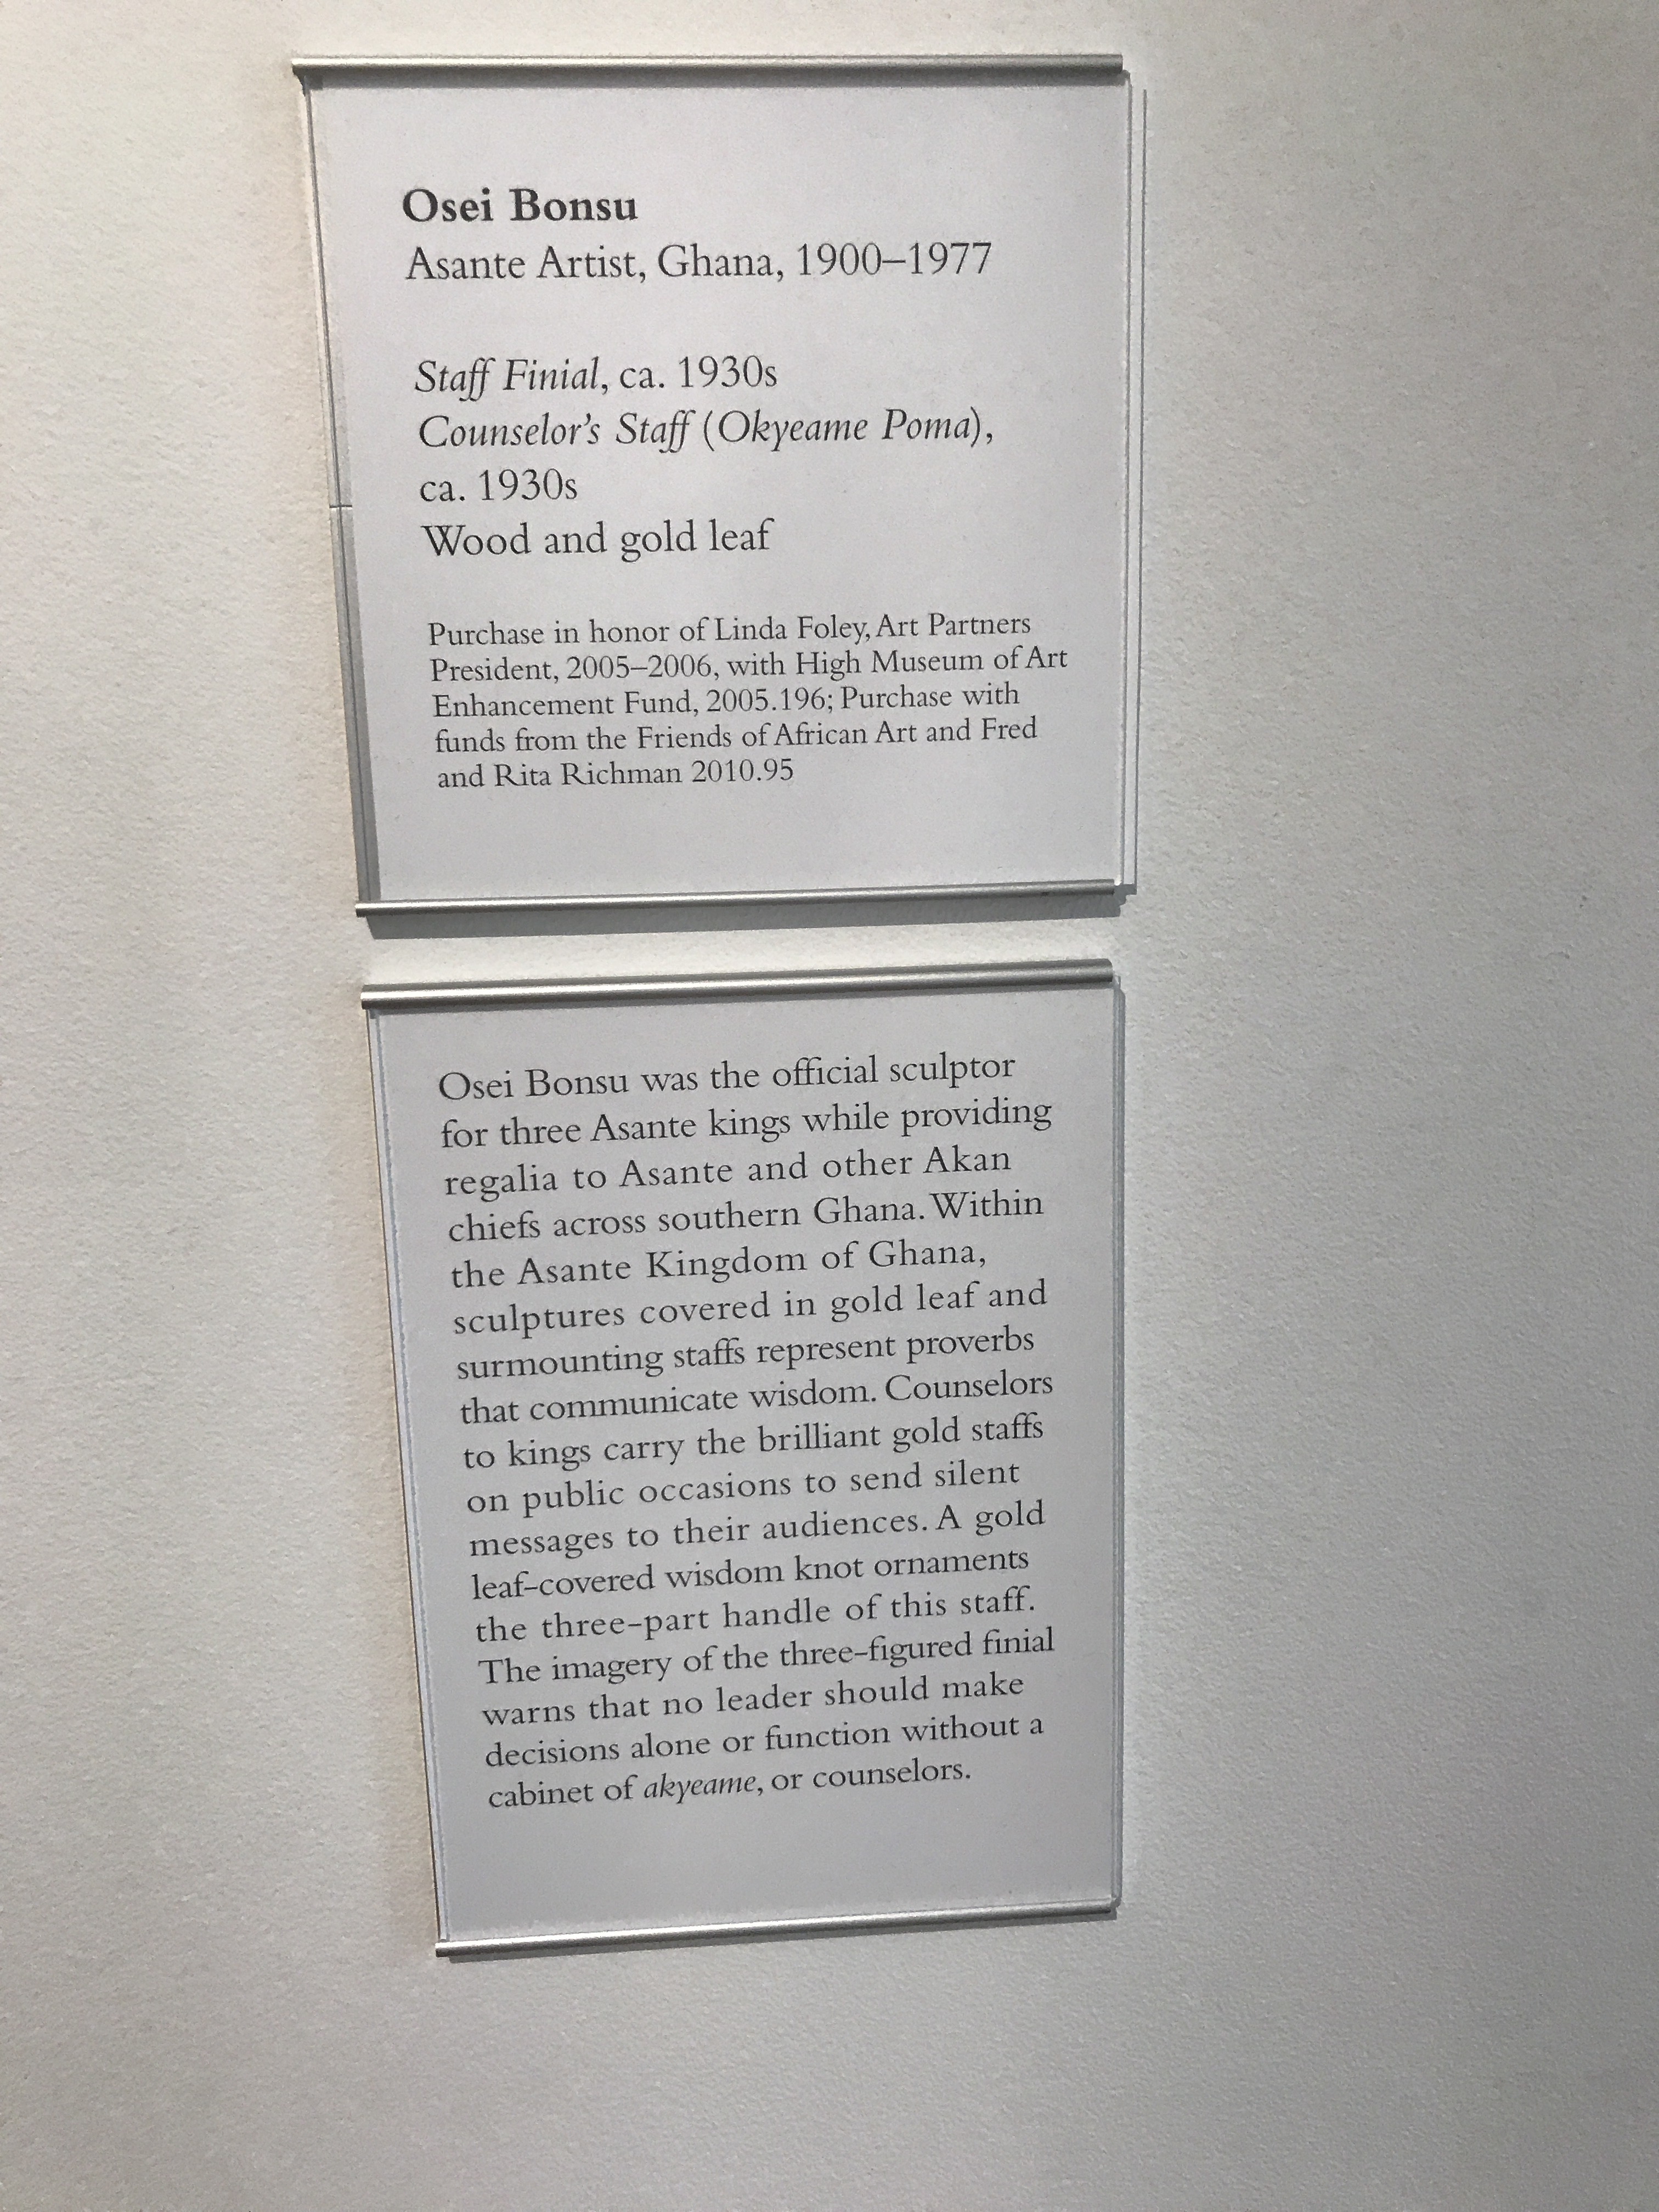 Osei Bonsu
Asante Artist, Ghana, 1900–1977
Staff Finial, ca. 1930s
Counselor's Staff (Okyeame Poma),
ca. 1930s
Wood and gold leaf
Purchase in honor of Linda Foley, Art Partners
President, 2005–2006, with High Museum of Art
Enhancement Fund, 2005.196; Purchase with
funds from the Friends of African Art and Fred
and Rita Richman 2010.95
Osei Bonsu was the official sculptor
for three Asante kings while providing
regalia to Asante and other Akan
chiefs across southern Ghana. Within
the Asante Kingdom of Ghana,
sculptures covered in gold leaf and
surmounting staffs represent proverbs
that communicate wisdom. Counselors
to kings carry the brilliant gold staffs
on public occasions to send silent
messages to their audiences. A gold
leaf-covered wisdom knot ornaments
the three-part handle of this staff.
The imagery of the three-figured finial
warns that no leader should make
decisions alone or function without a
cabinet of akyeame, or counselors.